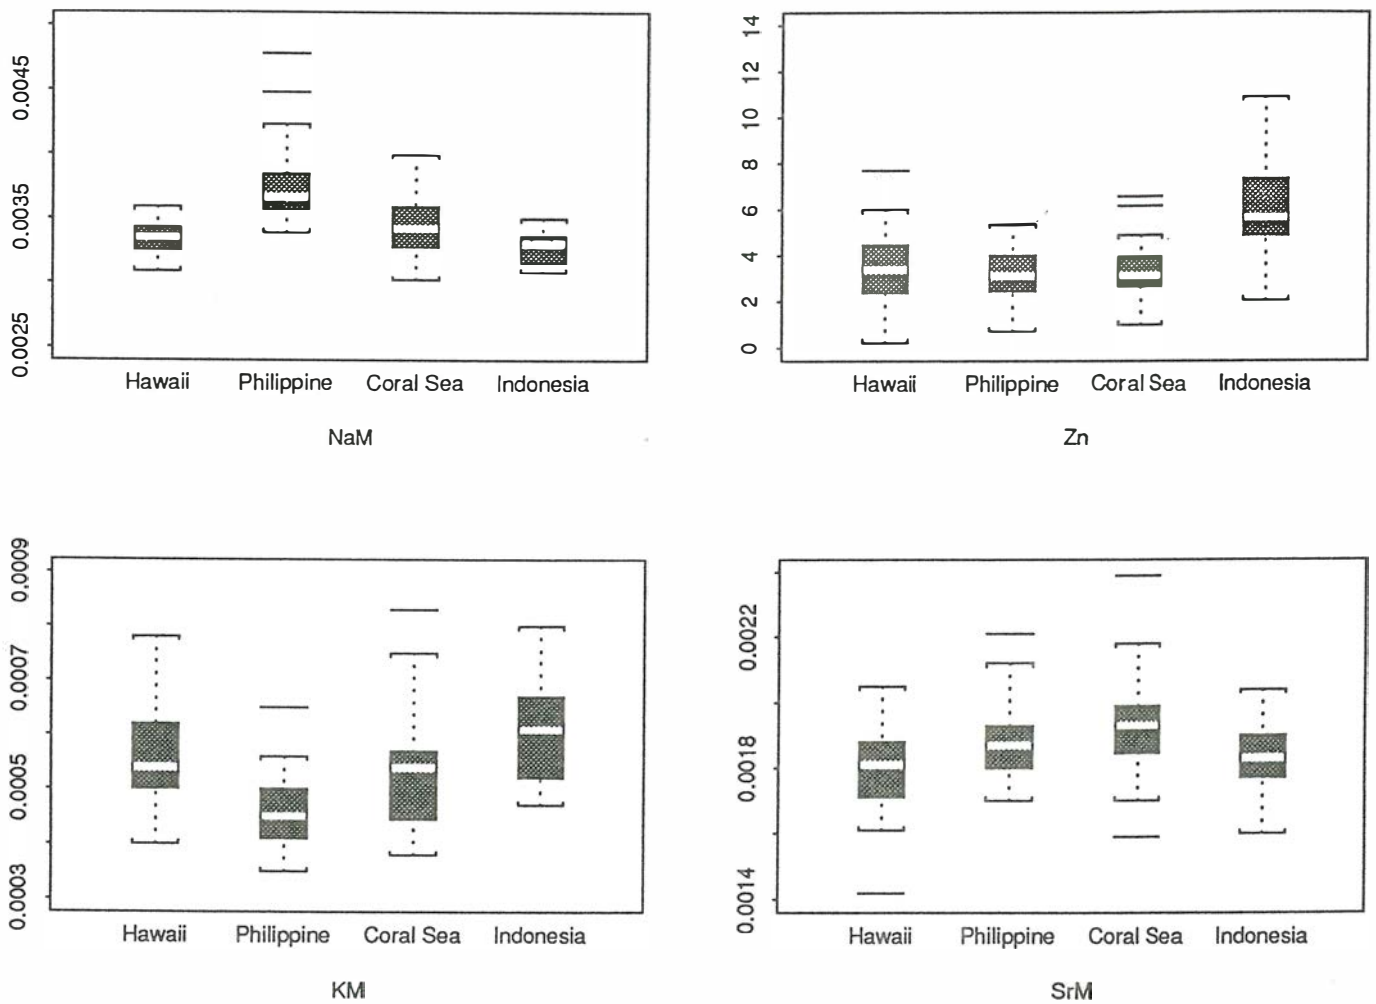 0.0045
0.0035
0.0025
Hawaii Philippine Coral Sea Indonesia
NaM
14
12
10
8
6
4
2
0
Hawaii Philippine Coral Sea Indonesia
Zn
0.0009
0.0007
0.0005
0.0003
Hawaii Philippine Coral Sea Indonesia
KM
0.0022
0.0018
0.0014
Hawaii Philippine Coral Sea Indonesia
SrM